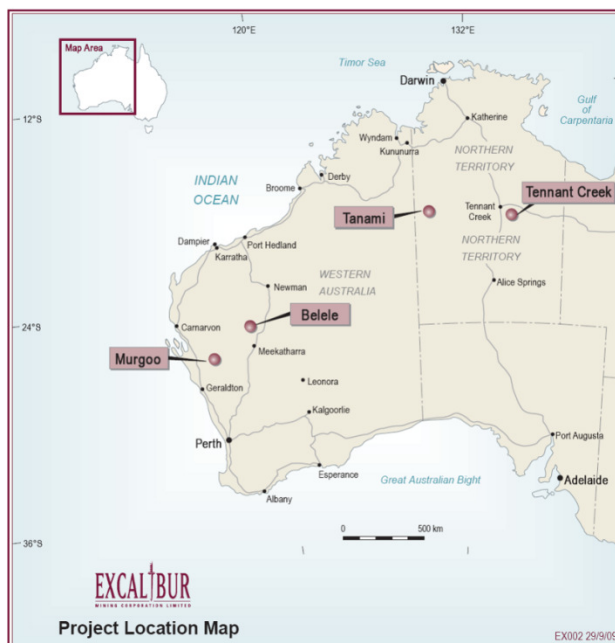 120°E
132°E
Map Area
Timor Sea
Darwin
Gulf
of
Carpentaria
12°S
Katherine
Wyndam
Kununurra
NORTHERN
TERRITORY
INDIAN
OCEAN
Derby
Broome
Tennant Creek
Tanami
Tennant
Creek
Dampier
Karratha
Port Hedland
NORTHERN
TERRITORY
WESTERN
AUSTRALIA
Newman
Alice Springs
Belele
24°S
Carnarvon
Meekatharra
Murgoo
Leonora
Geraldton
Kalgoorlie
Perth
Port Augusta
Esperance
Great Australian Bight
Adelaide
Albany
0 500 km
36°S
EXCALIBUR
MINING CORPORATION LIMITED
Project Location Map